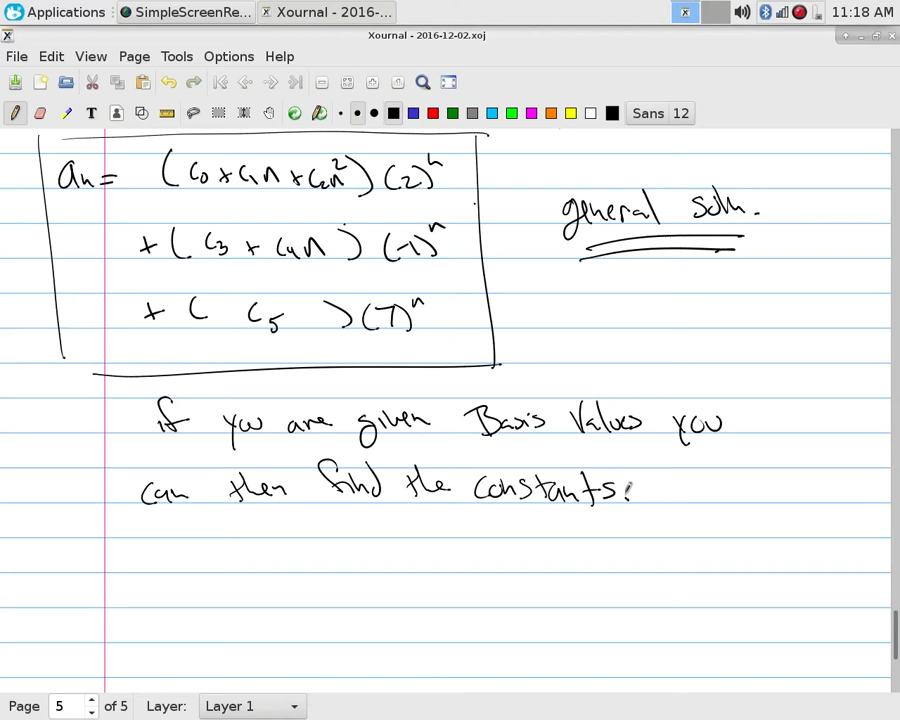 Applications
SimpleScreenRe...
Xournal - 2016-...
11:18 AM
Xournal - 2016-12-02.xoj
File Edit View Page Tools Options Help
Sans 12
an = (c0 + c1n + c2n²) (2)ⁿ
+ ( c3 + c4n ) (-1)ⁿ
+ ( c5 ) (7)ⁿ
general soln.
if you are given Basis Values you
can then find the constants.
Page 5 of 5 Layer: Layer 1